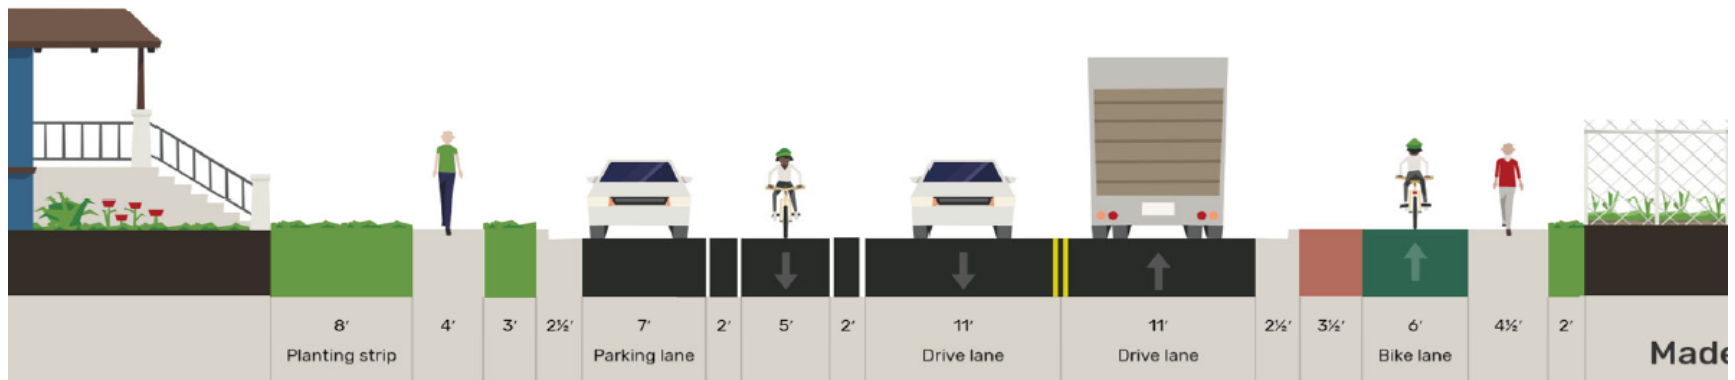 8′ 4′ 3′ 2½′ 7′ 2′ 5′ 2′ 11′ 11′ 2½′ 3½′ 6′ 4½′ 2′
Planting strip Parking lane Drive lane Drive lane Bike lane Made